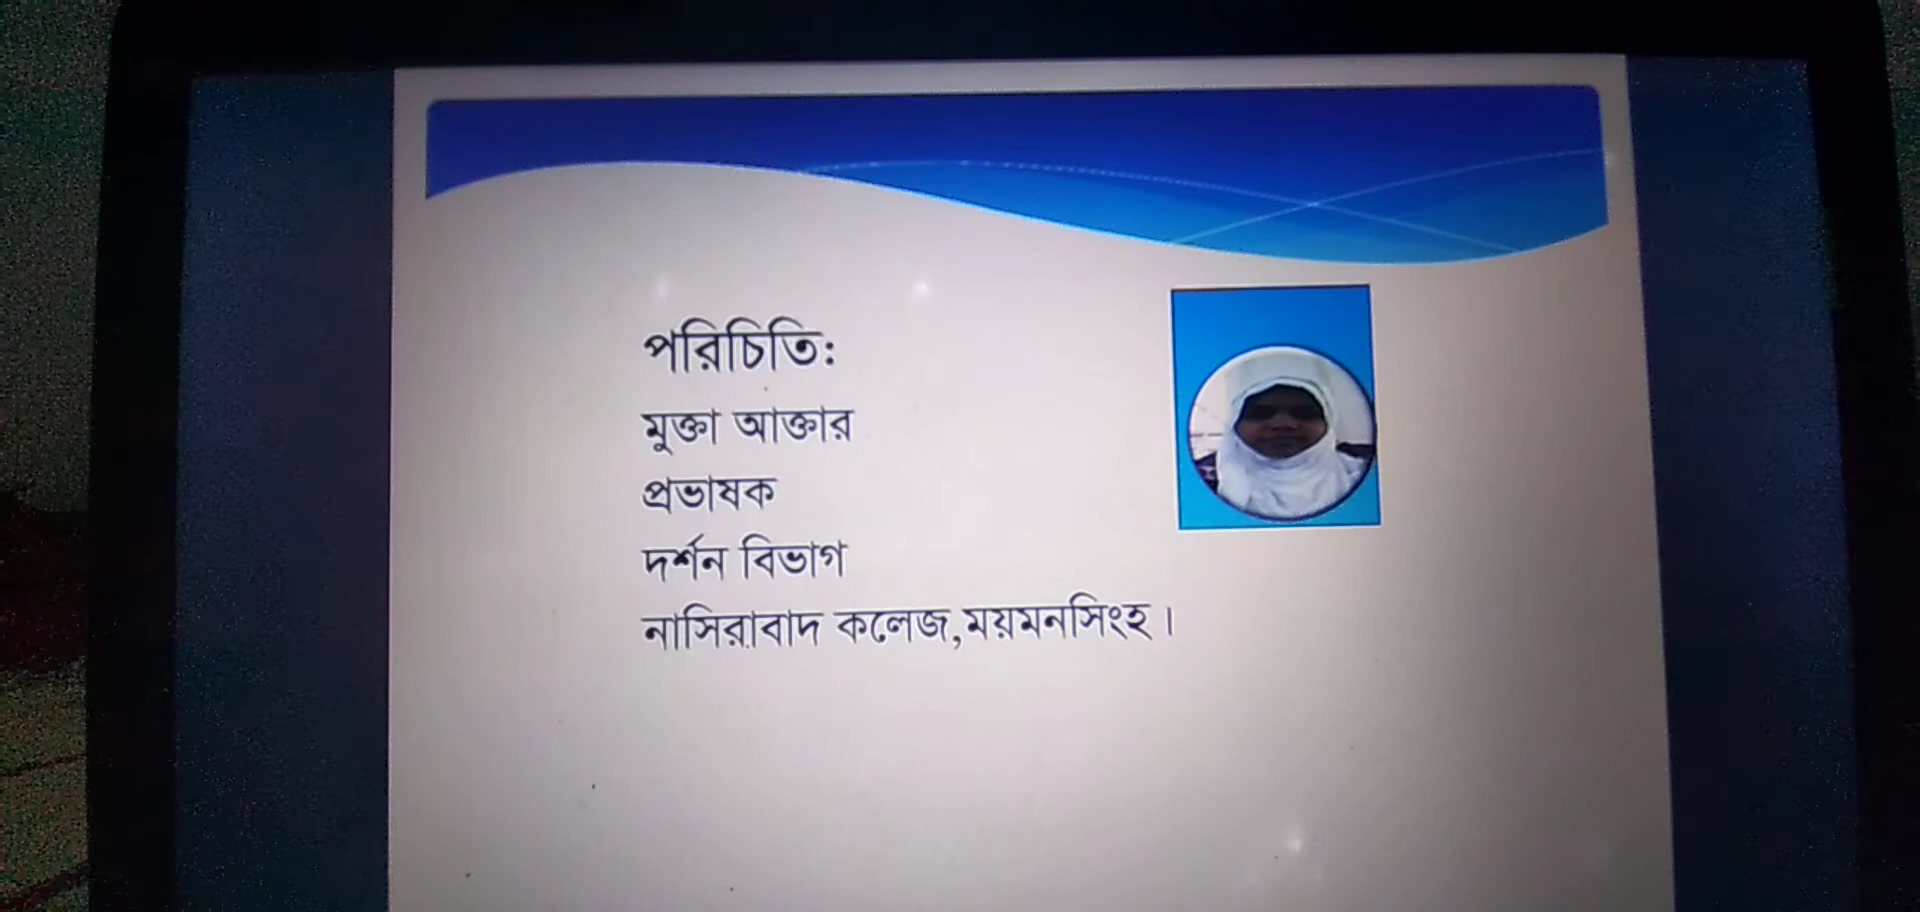 পরিচিতি:
মুক্তা আক্তার
প্রভাষক
দর্শন বিভাগ
নাসিরাবাদ কলেজ,ময়মনসিংহ।